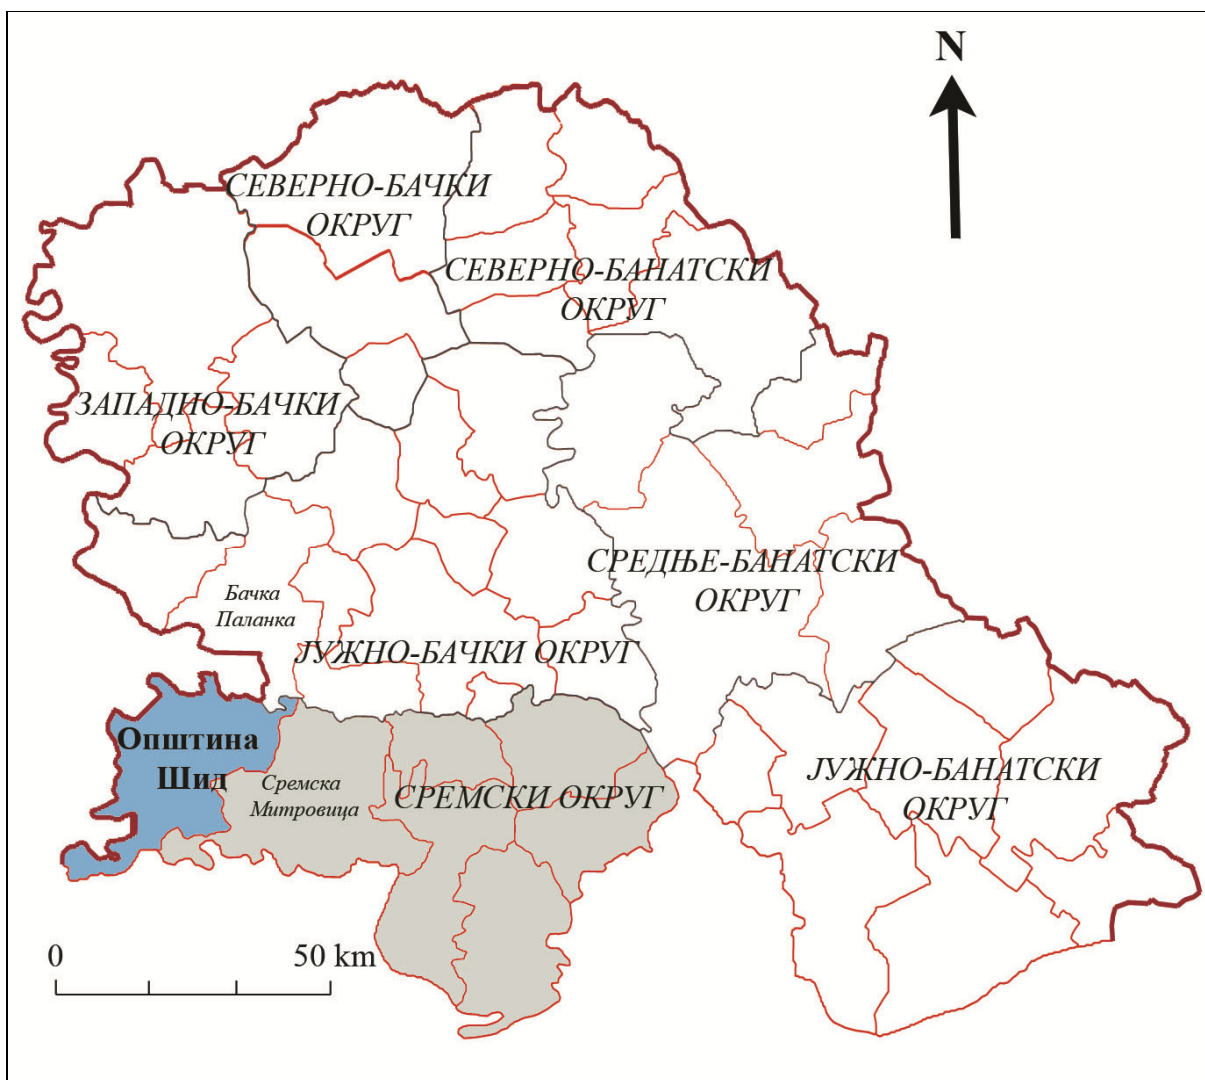 N
СЕВЕРНО-БАЧКИ
ОКРУГ
СЕВЕРНО-БАНАТСКИ
ОКРУГ
ЗАПАДНО-БАЧКИ
ОКРУГ
СРЕДЊЕ-БАНАТСКИ
ОКРУГ
Бачка
Паланка
ЈУЖНО-БАЧКИ ОКРУГ
Општина
Шид
Сремска
Митровица
СРЕМСКИ ОКРУГ
ЈУЖНО-БАНАТСКИ
ОКРУГ
0 50 km